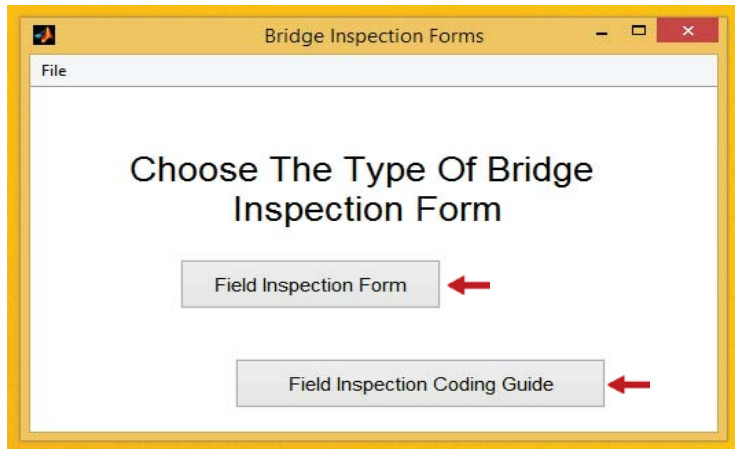 Bridge Inspection Forms
File
Choose The Type Of Bridge
Inspection Form
Field Inspection Form
Field Inspection Coding Guide